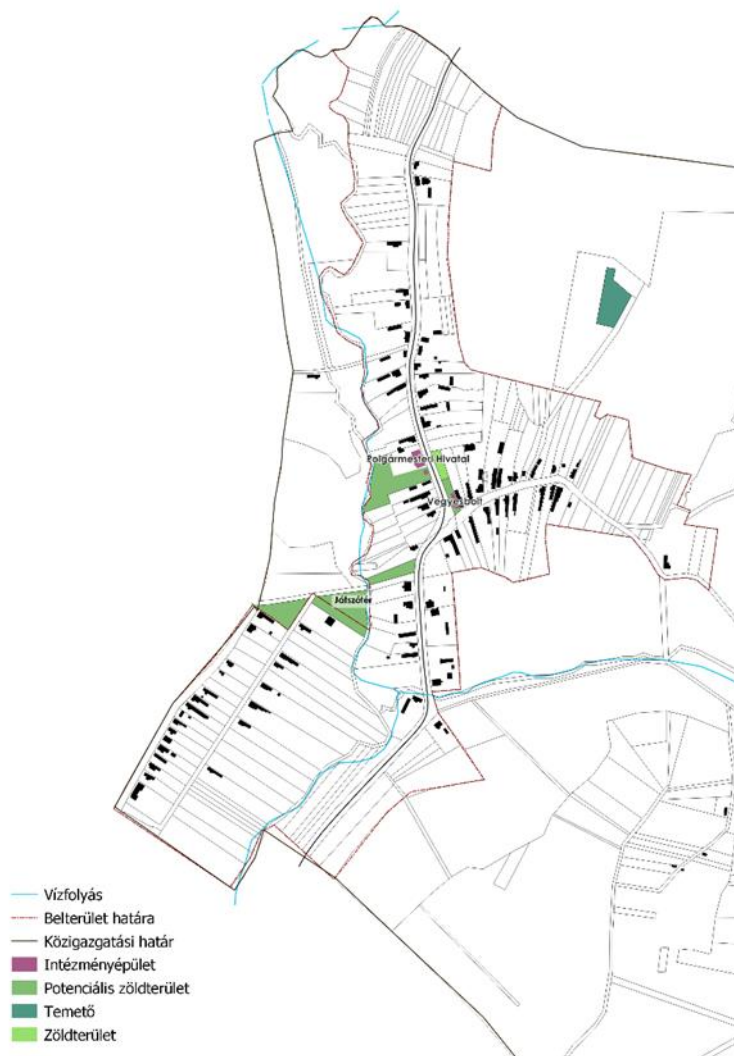 Polgármesteri Hivatal
Vegyesbolt
Játszótér
Vízfolyás
Belterület határa
Közigazgatási határ
Intézményépület
Potenciális zöldterület
Temető
Zöldterület